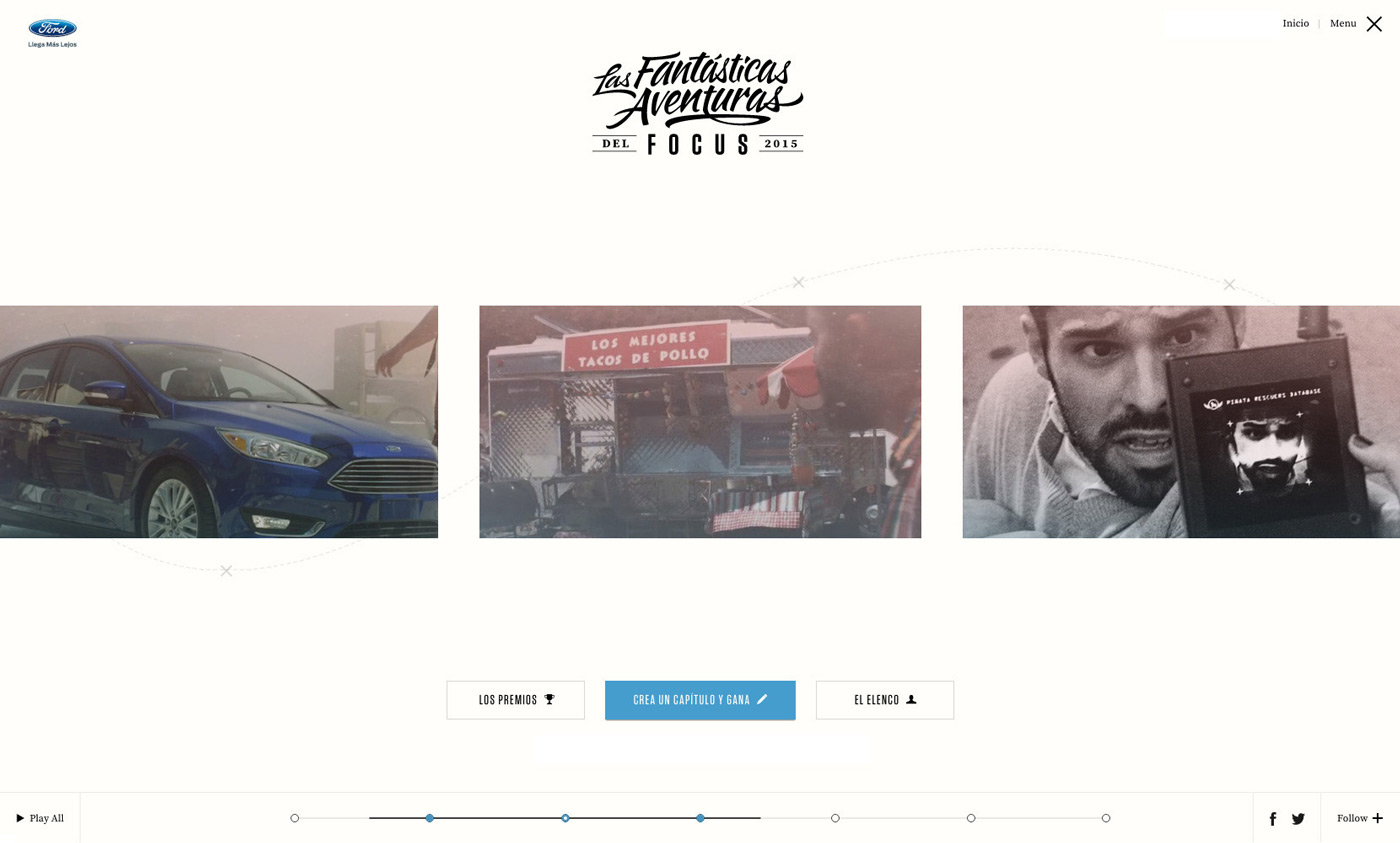 Ford
Llega Más Lejos
Inicio | Menu
Las Fantásticas
Aventuras
DEL FOCUS 2015
LOS MEJORES
TACOS DE POLLO
PIÑATA RESCUERS DATABASE
LOS PREMIOS
CREA UN CAPÍTULO Y GANA
EL ELENCO
Play All
Follow